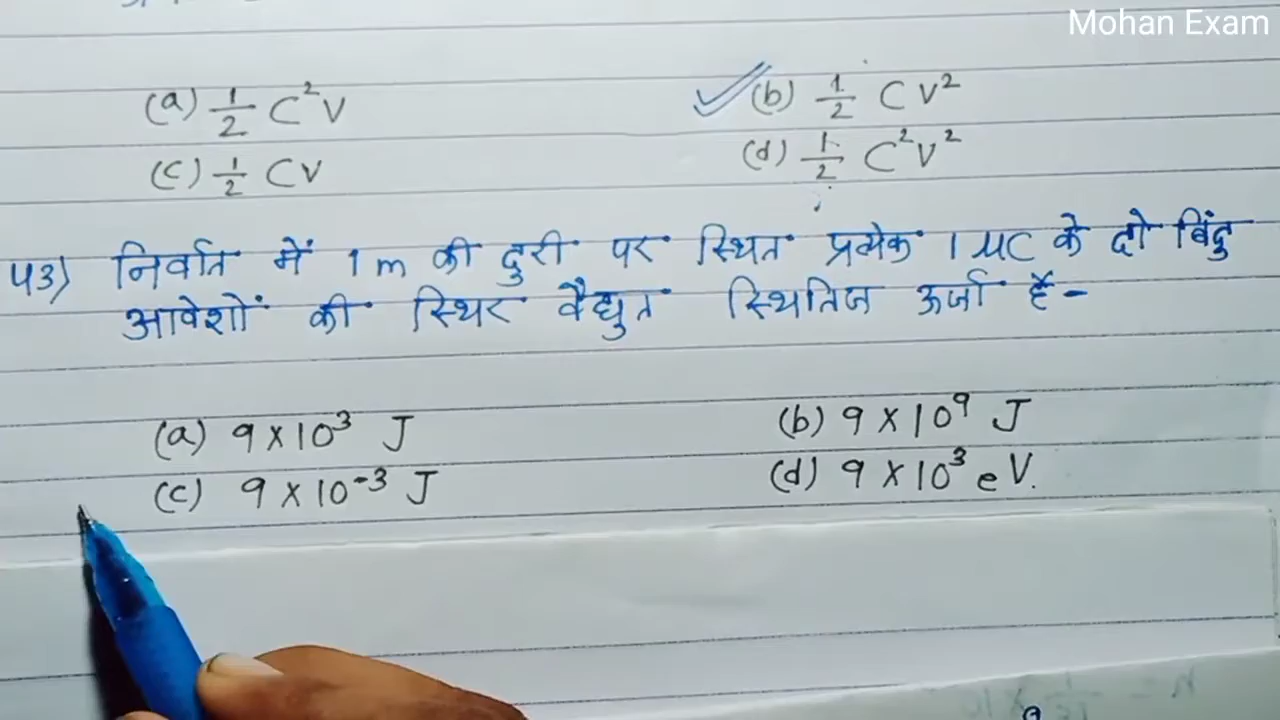 Mohan Exam
(a) 1/2 C²V (b) 1/2 CV²
(c) 1/2 CV (d) 1/2 C²V²
43) निर्वात में 1 m की दुरी पर स्थित प्रत्येक 1 μC के दो बिंदु
आवेशों की स्थिर वैद्युत स्थितिज ऊर्जा है -
(a) 9 × 10³ J (b) 9 × 10⁹ J
(c) 9 × 10⁻³ J (d) 9 × 10³ eV.